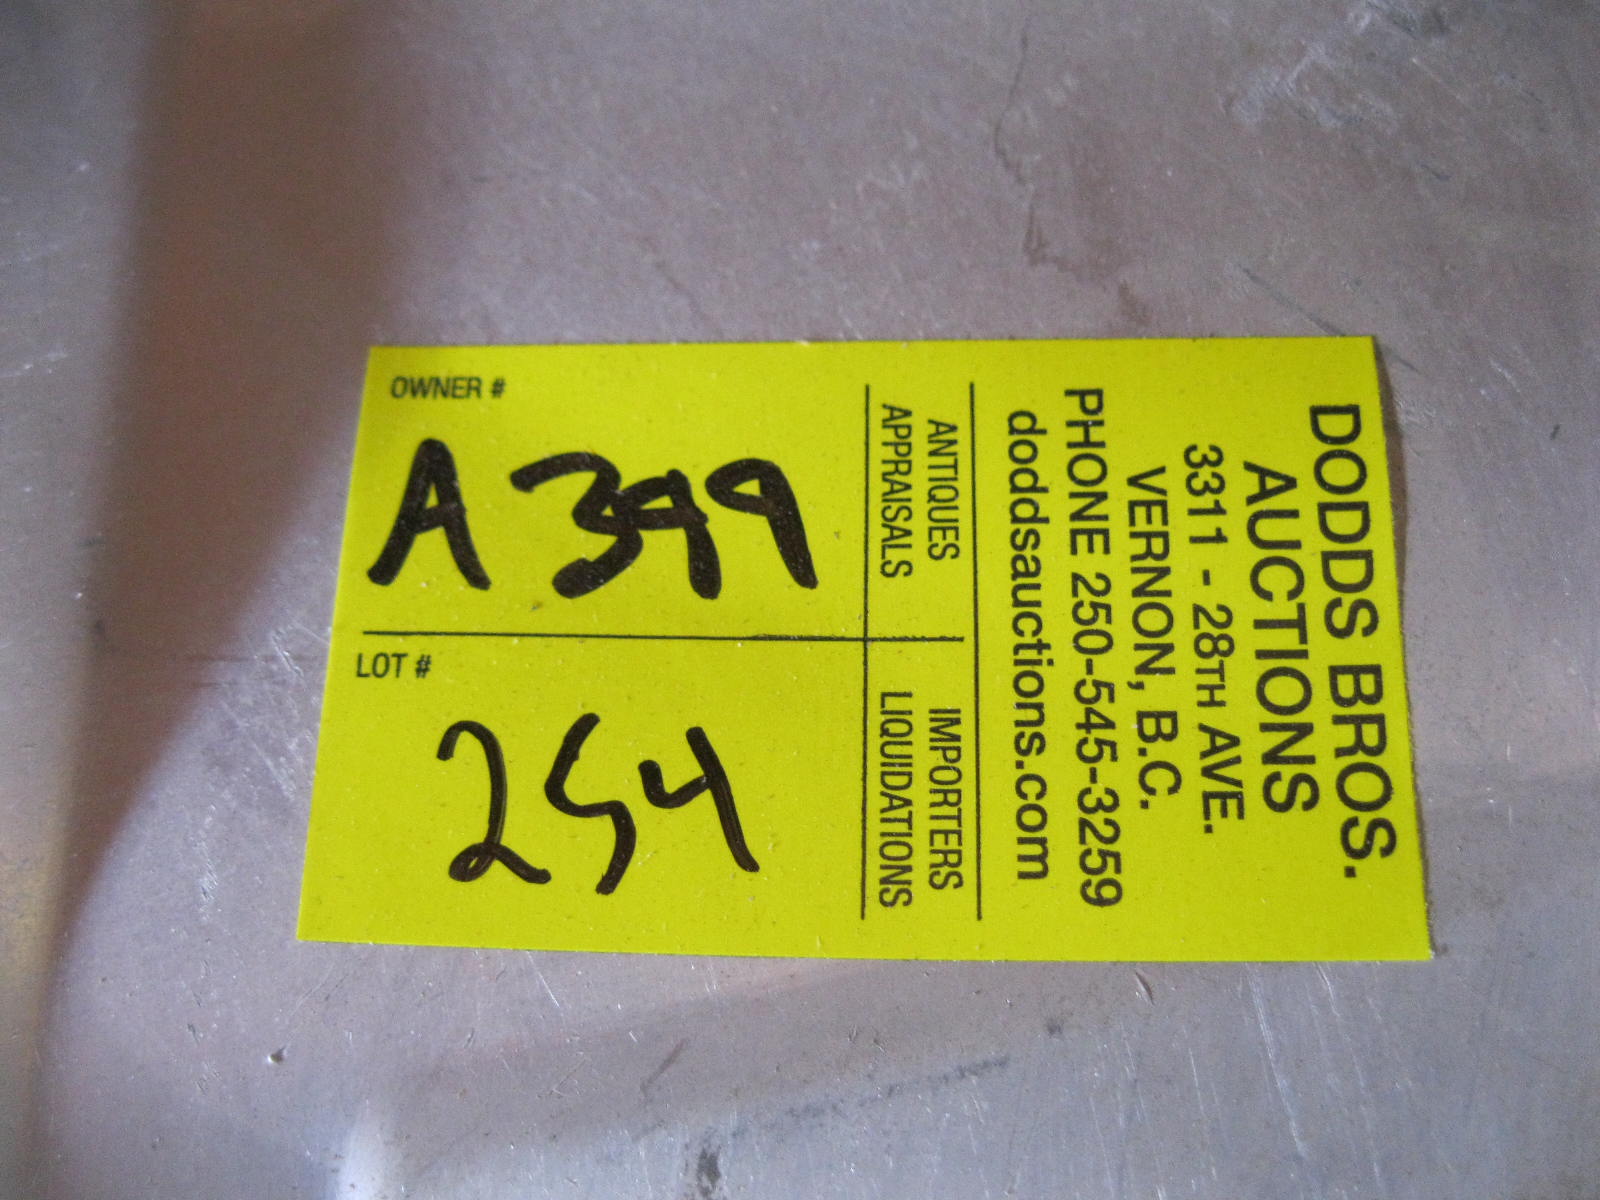 OWNER #
A399
LOT #
254
ANTIQUES
APPRAISALS
IMPORTERS
LIQUIDATIONS
DODDS BROS.
AUCTIONS
3311 - 28TH AVE.
VERNON, B.C.
PHONE 250-545-3259
doddsauctions.com